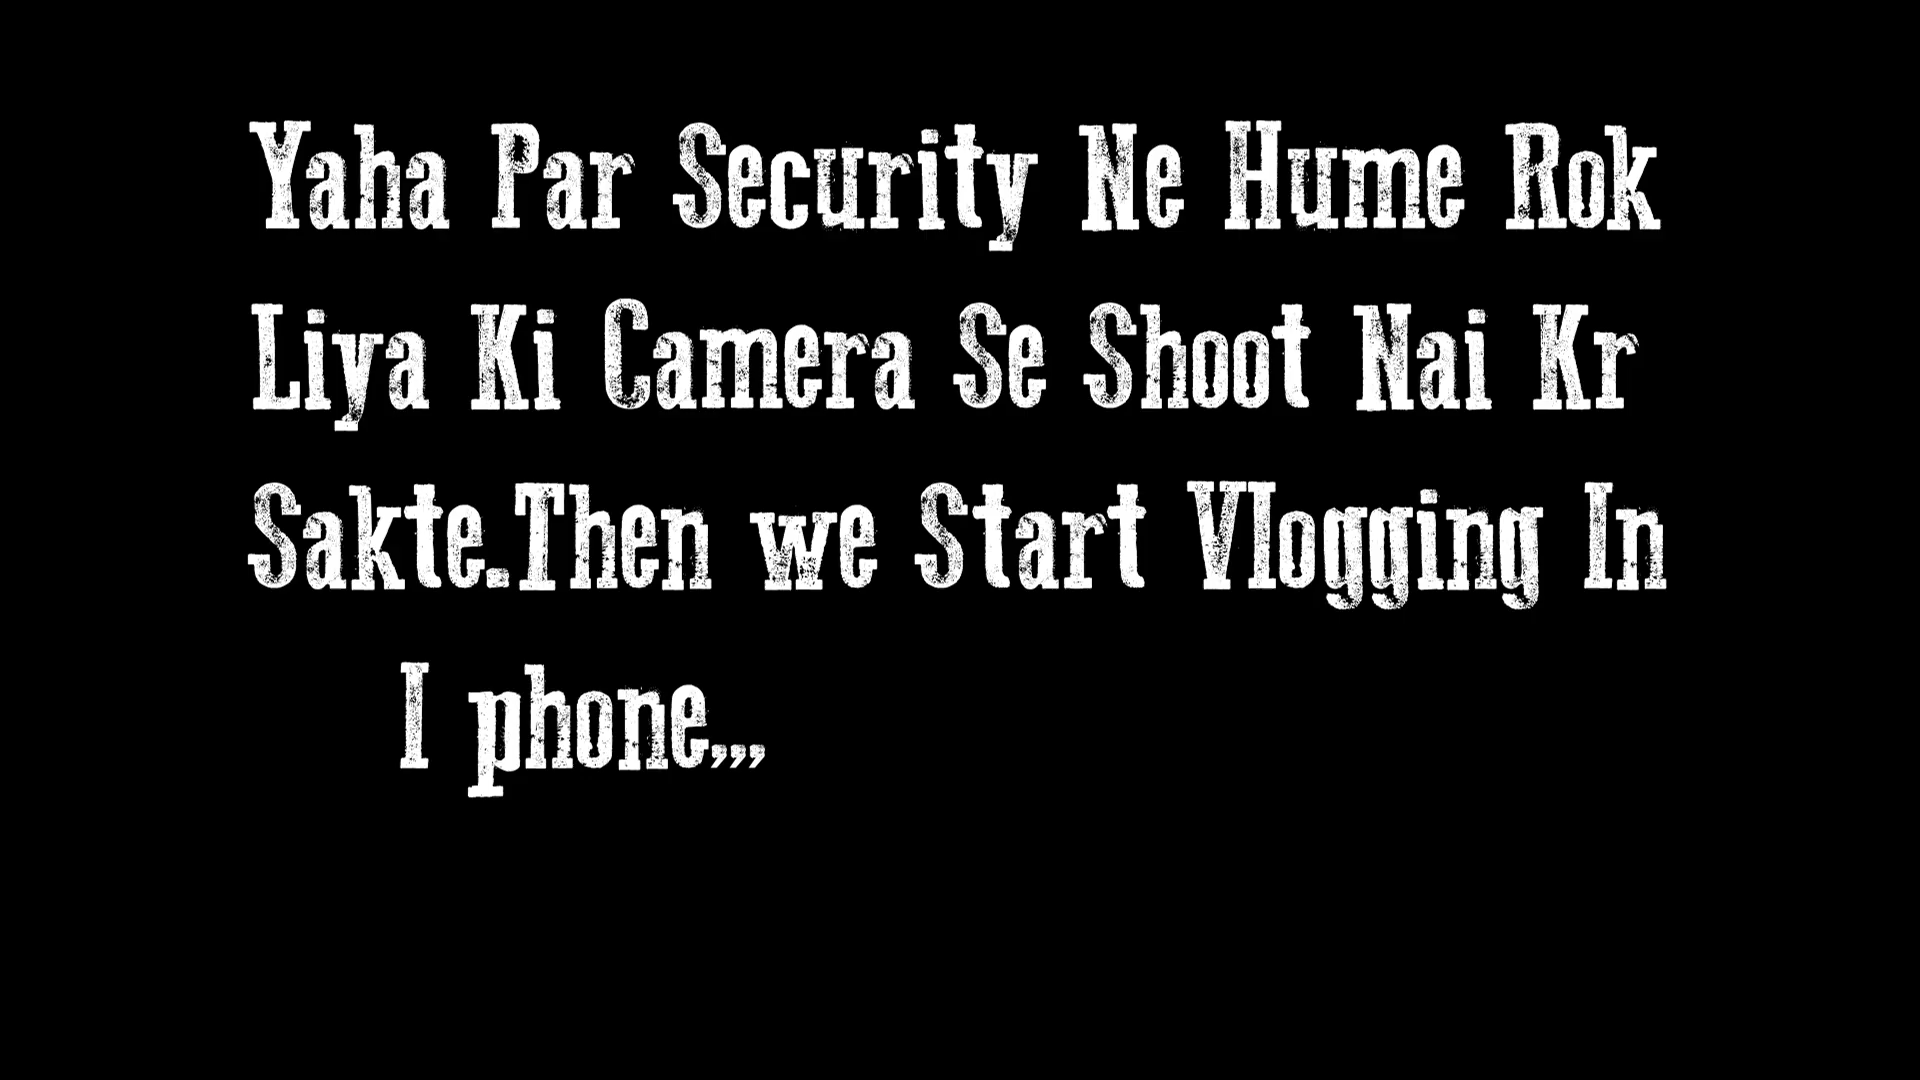 Yaha Par Security Ne Hume Rok
Liya Ki Camera Se Shoot Nai Kr
Sakte.Then we Start Vlogging In
I phone,,,